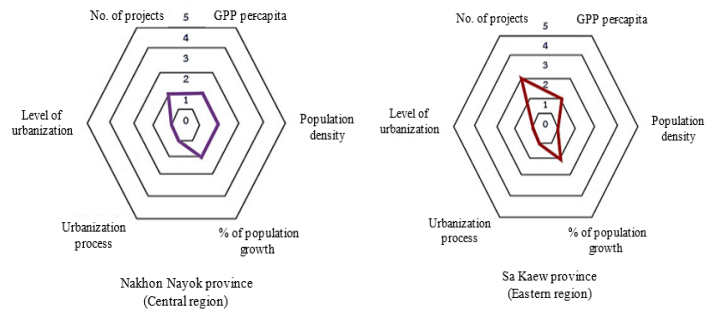 No. of projects
5
GPP percapita
4
3
2
1
0
Level of
urbanization
Population
density
Urbanization
process
% of population
growth
Nakhon Nayok province
(Central region)
No. of projects
5
GPP percapita
4
3
2
1
0
Level of
urbanization
Population
density
Urbanization
process
% of population
growth
Sa Kaew province
(Eastern region)